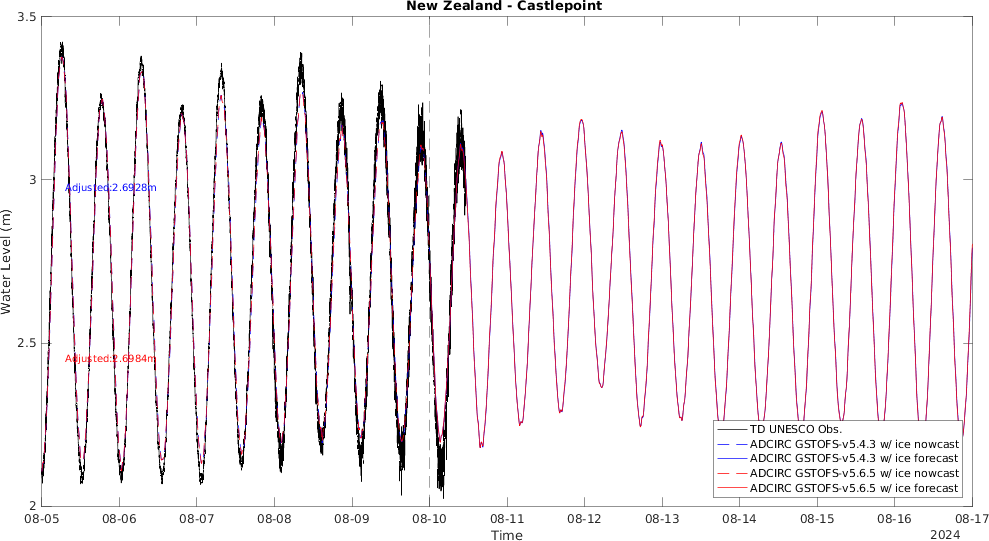 New Zealand - Castlepoint
3.5
3
2.5
2
Water Level (m)
Adjusted:2.6928m
Adjusted:2.6984m
TD UNESCO Obs.
ADCIRC GSTOFS-v5.4.3 w/ ice nowcast
ADCIRC GSTOFS-v5.4.3 w/ ice forecast
ADCIRC GSTOFS-v5.6.5 w/ ice nowcast
ADCIRC GSTOFS-v5.6.5 w/ ice forecast
08-05 08-06 08-07 08-08 08-09 08-10 08-11 08-12 08-13 08-14 08-15 08-16 08-17
Time
2024